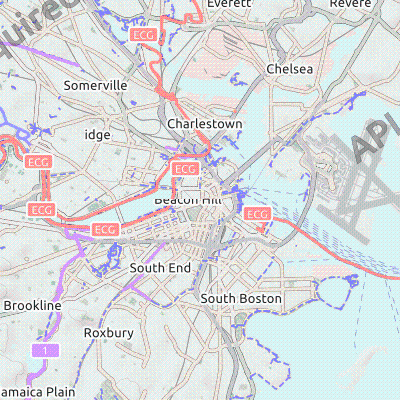 Everett
Revere
ECG
Chelsea
Somerville
Charlestown
idge
API
ECG
ECG
Beacon Hill
ECG
ECG
ECG
South End
South Boston
Brookline
Roxbury
1
amaica Plain